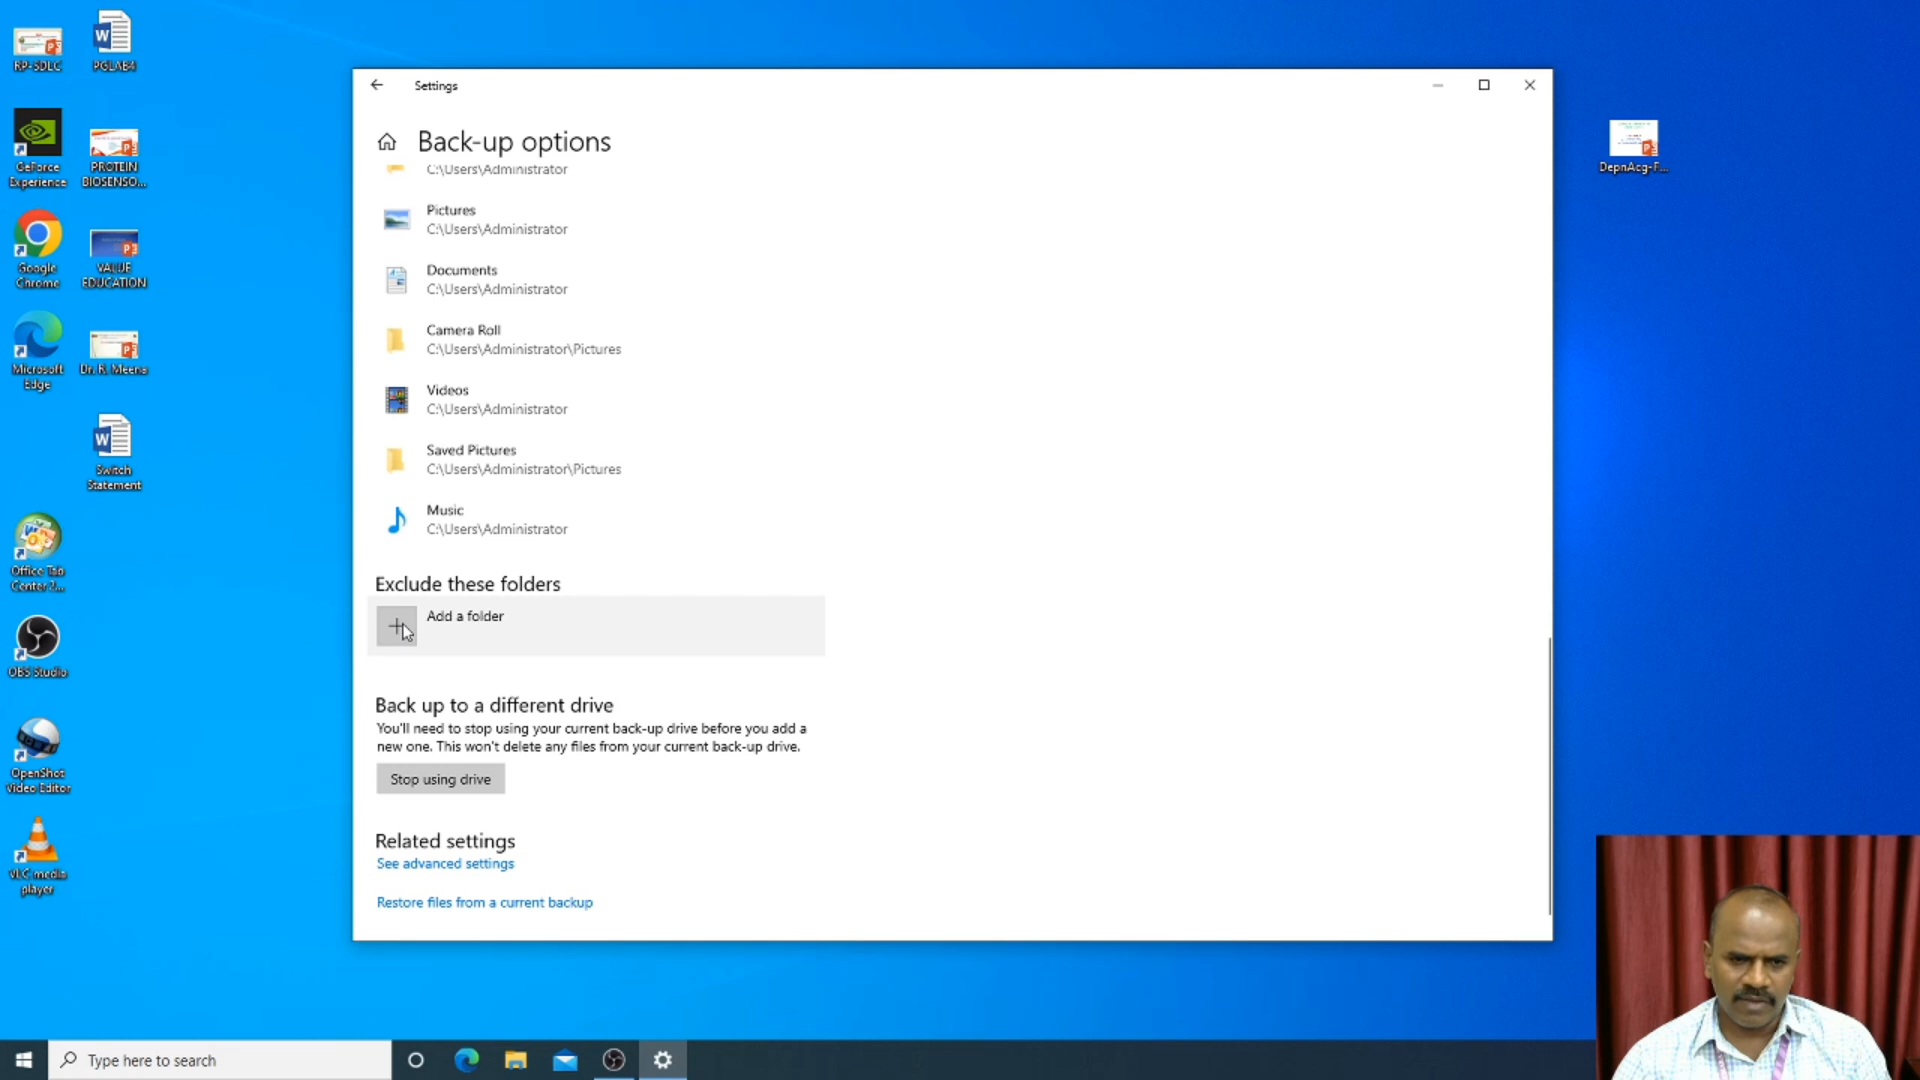 RP-SDLC
PGLAB4
GeForce
Experience
PROTEIN
BIOSENSO...
Google
Chrome
VALUE
EDUCATION
Microsoft
Edge
Dr. R. Meena
Switch
Statement
Office Tab
Center 2...
OBS Studio
OpenShot
Video Editor
VLC media
player
Settings
Back-up options
C:\Users\Administrator
Pictures
C:\Users\Administrator
Documents
C:\Users\Administrator
Camera Roll
C:\Users\Administrator\Pictures
Videos
C:\Users\Administrator
Saved Pictures
C:\Users\Administrator\Pictures
Music
C:\Users\Administrator
Exclude these folders
Add a folder
Back up to a different drive
You'll need to stop using your current back-up drive before you add a
new one. This won't delete any files from your current back-up drive.
Stop using drive
Related settings
See advanced settings
Restore files from a current backup
DepnAcg-F...
Type here to search